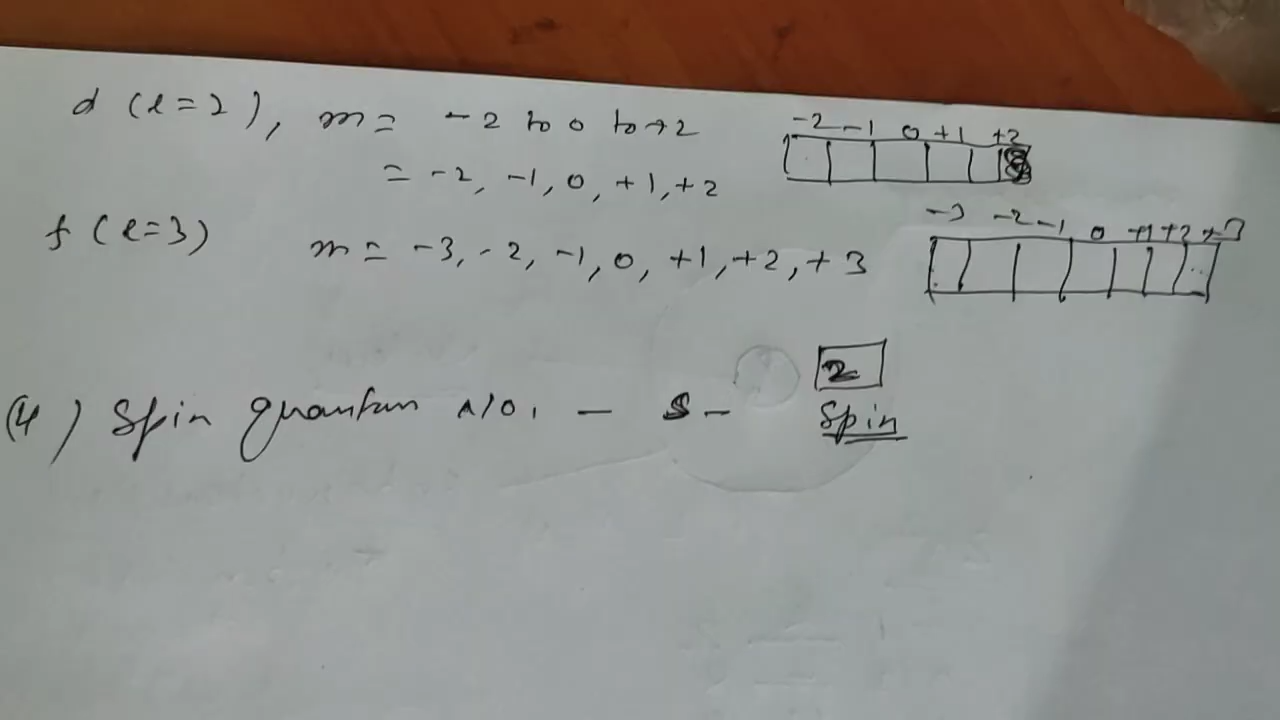 d (l=2), m= -2 to 0 to +2
= -2, -1, 0, +1, +2
-2 -1 0 +1 +2
f (l=3) m= -3, -2, -1, 0, +1, +2, +3
-3 -2 -1 0 +1 +2 +3
2
(4) Spin quantum no. - s - Spin